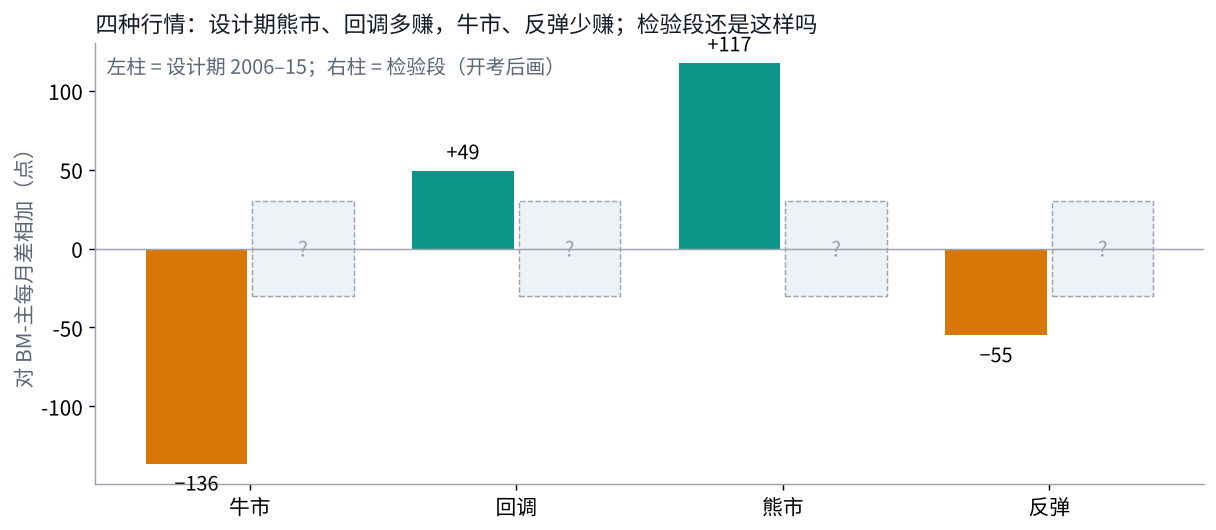 四种行情：设计期熊市、回调多赚，牛市、反弹少赚；检验段还是这样吗
左柱 = 设计期 2006–15；右柱 = 检验段（开考后画）
对 BM-主每月差相加（点）
100
50
0
-50
-100
−136
?
+49
?
+117
?
−55
?
牛市
回调
熊市
反弹